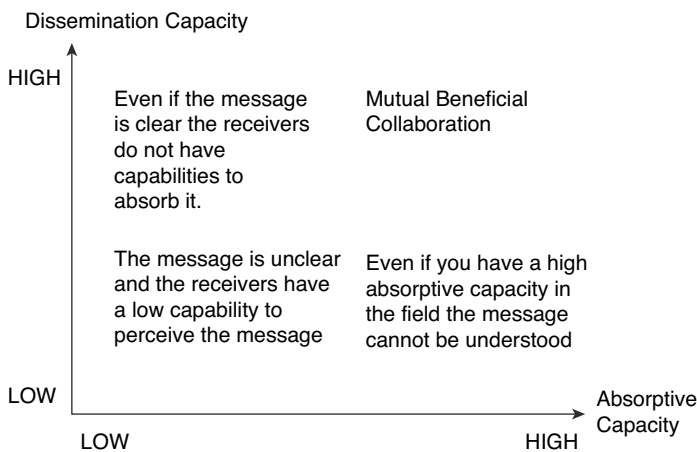 Dissemination Capacity
HIGH
Even if the message
is clear the receivers
do not have
capabilities to
absorb it.
Mutual Beneficial
Collaboration
The message is unclear
and the receivers have
a low capability to
perceive the message
Even if you have a high
absorptive capacity in
the field the message
cannot be understood
LOW
Absorptive
Capacity
LOW
HIGH